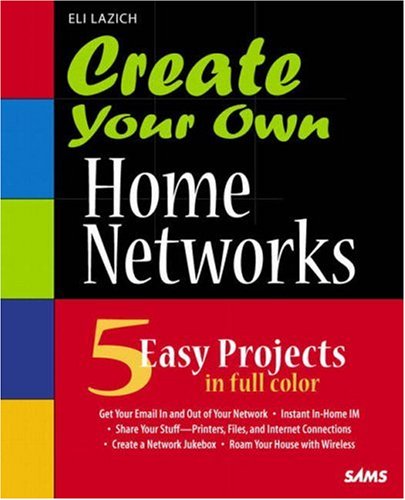 ELI LAZICH
Create
Your Own
Home
Networks
5 Easy Projects
in full color
Get Your Email In and Out of Your Network • Instant In-Home IM
• Share Your Stuff—Printers, Files, and Internet Connections
• Create a Network Jukebox • Roam Your House with Wireless
SAMS